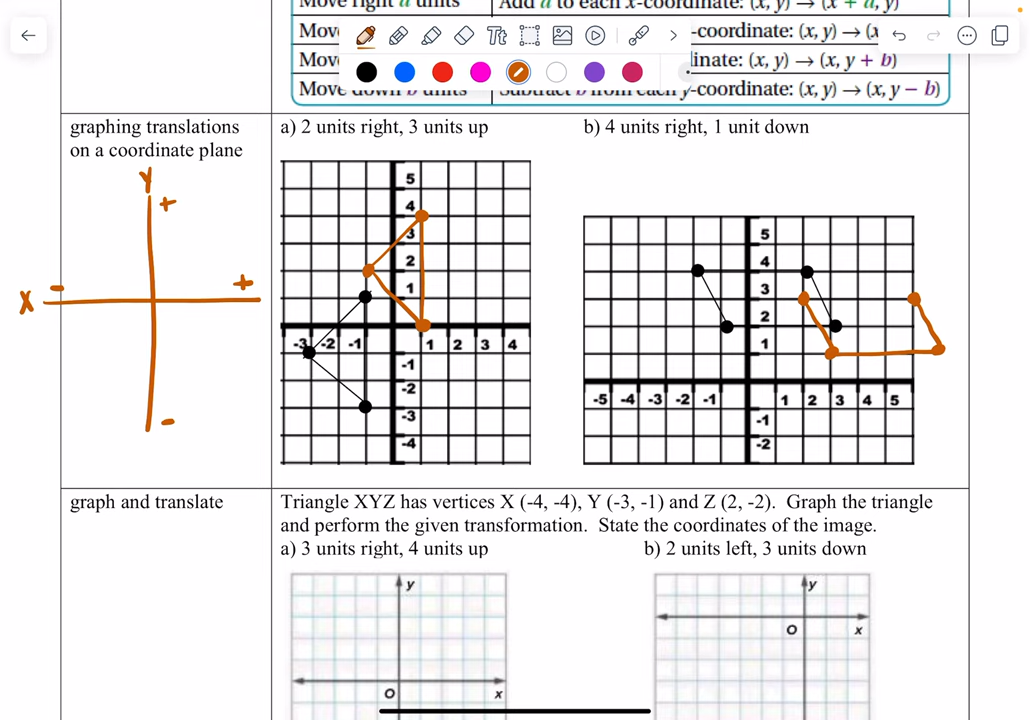 Move right a units Add a to each x-coordinate: (x, y) → (x + a, y)
Mov -coordinate: (x, y) → (x
Mov linate: (x, y) → (x, y + b)
Move down b units Subtract b from each y-coordinate: (x, y) → (x, y − b)
Tt
graphing translations
on a coordinate plane
a) 2 units right, 3 units up
b) 4 units right, 1 unit down
Y
+
X - +
-
5
4
3
2
1
-3 -2 -1 1 2 3 4
-1
-2
-3
-4
5
4
3
2
1
-5 -4 -3 -2 -1 1 2 3 4 5
-1
-2
graph and translate
Triangle XYZ has vertices X (-4, -4), Y (-3, -1) and Z (2, -2). Graph the triangle
and perform the given transformation. State the coordinates of the image.
a) 3 units right, 4 units up
b) 2 units left, 3 units down
y
O x
y
O x